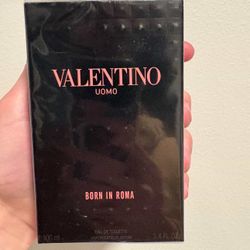 VALENTINO
UOMO
BORN IN ROMA
EAU DE TOILETTE
100 ml
3.4 FL. OZ.